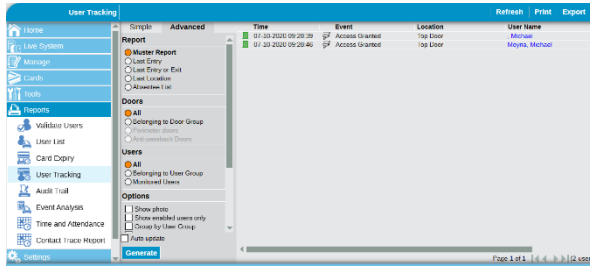 User Tracking
Refresh Print Export
Home
Live System
Manage
Cards
Tools
Reports
Validate Users
User List
Card Expiry
User Tracking
Audit Trail
Event Analysis
Time and Attendance
Contact Trace Report
Settings
Simple Advanced
Report
Muster Report
Last Entry
Last Entry or Exit
Last Location
Absentee List
Doors
All
Belonging to Door Group
Perimeter doors
Anti-passback Doors
Users
All
Belonging to User Group
Monitored Users
Options
Show photo
Show enabled users only
Group by User Group
Auto update
Generate
Time Event Location User Name
07-10-2020 09:28:39 Access Granted Top Door , Michael
07-10-2020 09:28:46 Access Granted Top Door Moyna, Michael
Page 1 of 1 (2 user